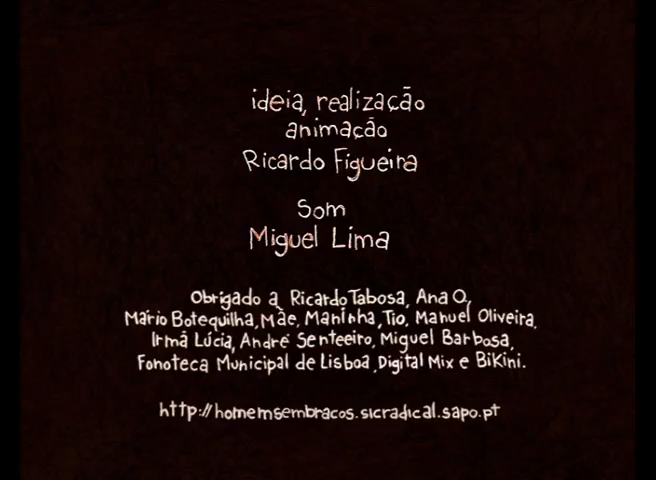 ideia, realização
animação
Ricardo Figueira
Som
Miguel Lima
Obrigado a Ricardo Tabosa, Ana Q,
Mário Botequilha, Mãe, Maninha, Tio, Manuel Oliveira,
Irmã Lúcia, André Senteeiro, Miguel Barbosa,
Fonoteca Municipal de Lisboa, Digital Mix e BiKini.
http://homemsembracos.sicradical.sapo.pt